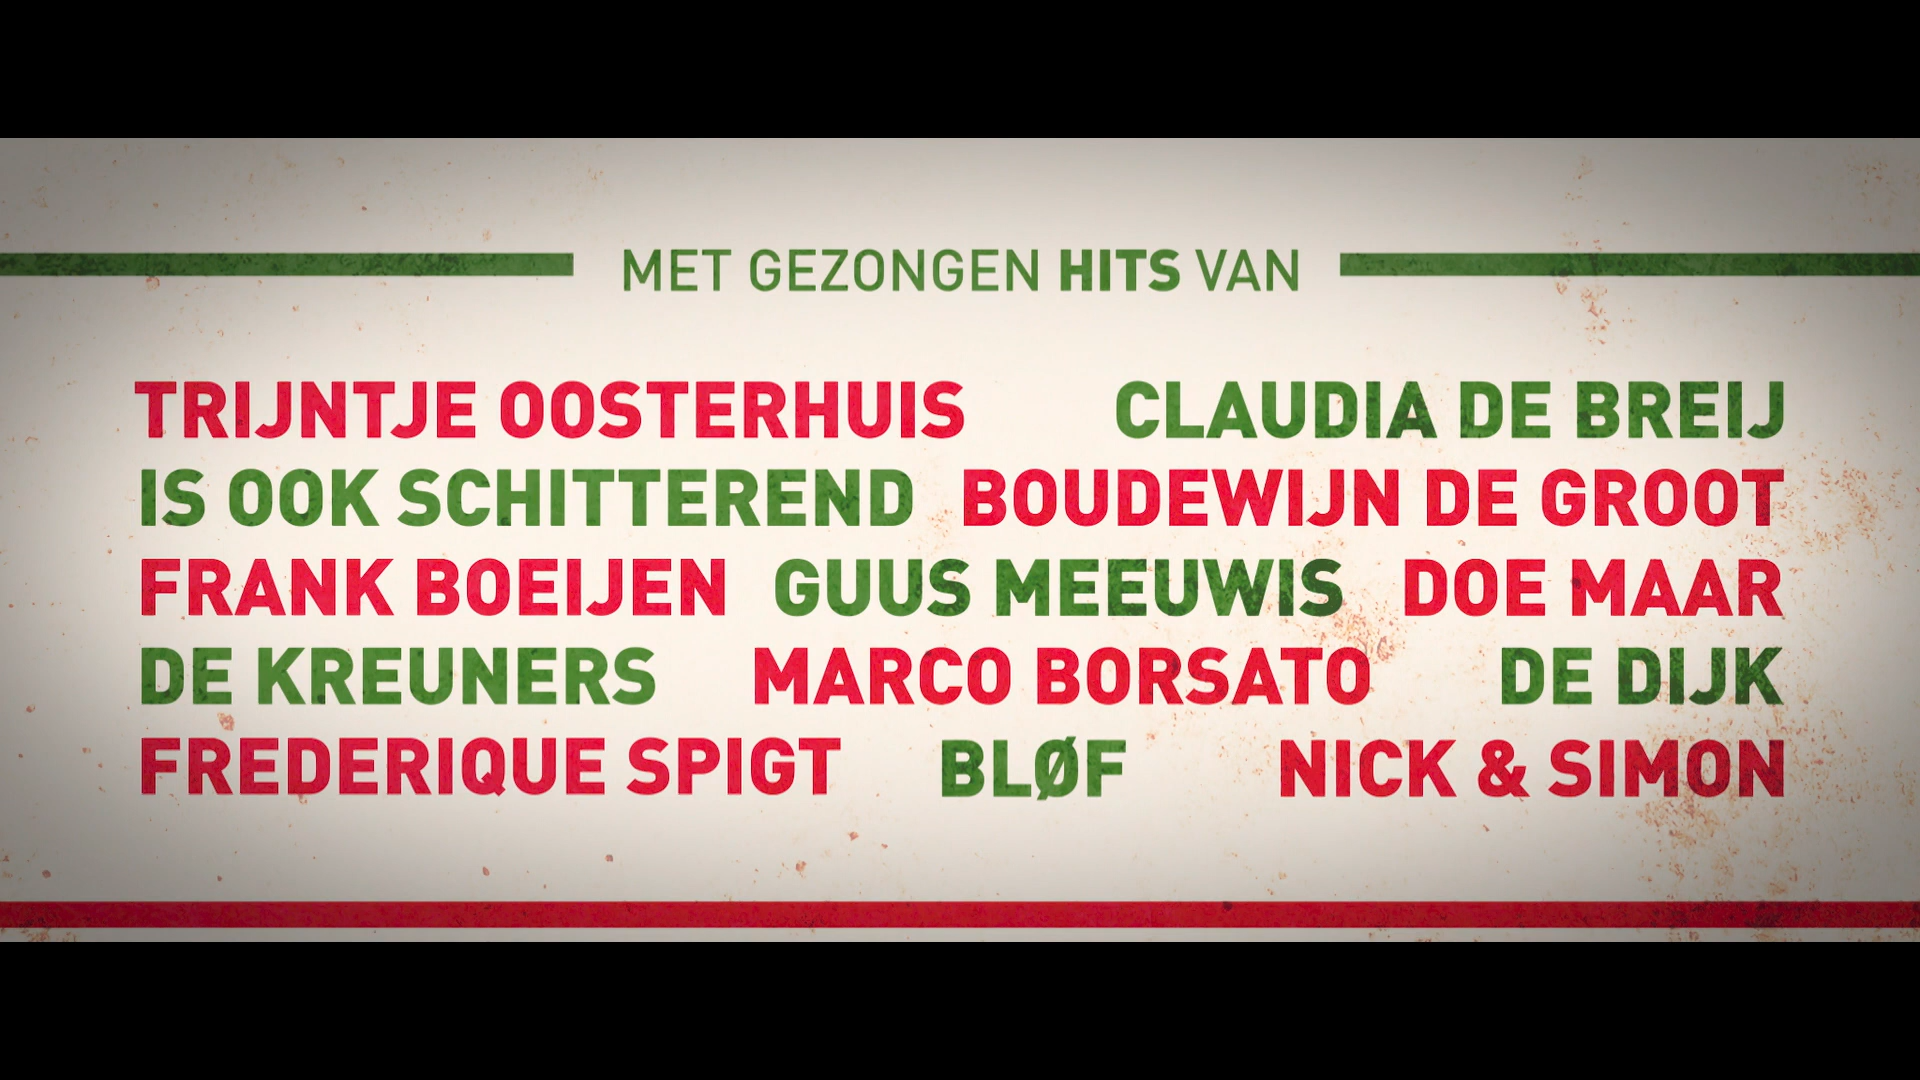 MET GEZONGEN HITS VAN
TRIJNTJE OOSTERHUIS CLAUDIA DE BREIJ
IS OOK SCHITTEREND BOUDEWIJN DE GROOT
FRANK BOEIJEN GUUS MEEUWIS DOE MAAR
DE KREUNERS MARCO BORSATO DE DIJK
FREDERIQUE SPIGT BLØF NICK & SIMON